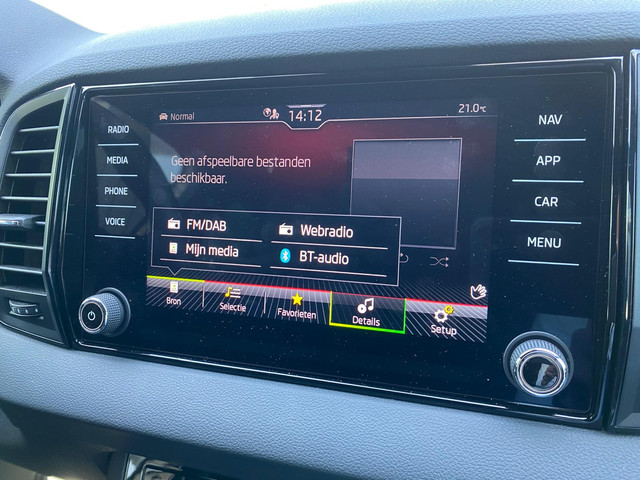 Normal
14:12
21.0°C
RADIO
MEDIA
PHONE
VOICE
NAV
APP
CAR
MENU
Geen afspeelbare bestanden
beschikbaar.
FM/DAB
Webradio
Mijn media
BT-audio
Bron
Selectie
Favorieten
Details
Setup